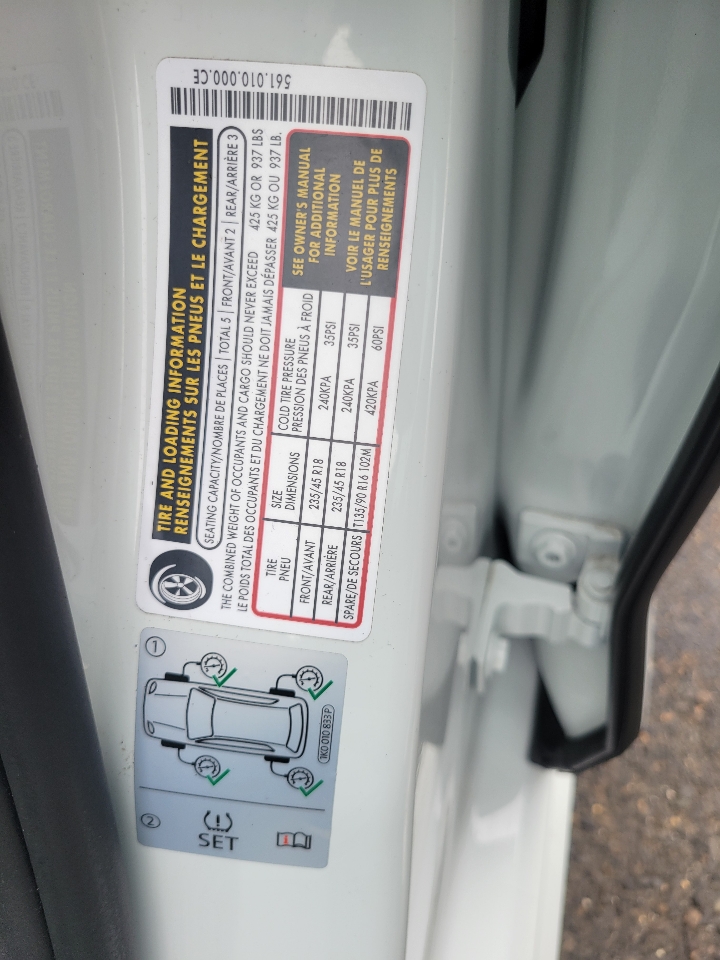 561.010.000.CE
TIRE AND LOADING INFORMATION
RENSEIGNEMENTS SUR LES PNEUS ET LE CHARGEMENT
SEATING CAPACITY/NOMBRE DE PLACES | TOTAL 5 | FRONT/AVANT 2 | REAR/ARRIÈRE 3
THE COMBINED WEIGHT OF OCCUPANTS AND CARGO SHOULD NEVER EXCEED 425 KG OR 937 LBS
LE POIDS TOTAL DES OCCUPANTS ET DU CHARGEMENT NE DOIT JAMAIS DÉPASSER 425 KG OU 937 LB.
TIRE SIZE COLD TIRE PRESSURE
PNEU DIMENSIONS PRESSION DES PNEUS À FROID
FRONT/AVANT 235/45 R18 240KPA 35PSI
REAR/ARRIÈRE 235/45 R18 240KPA 35PSI
SPARE/DE SECOURS T135/90 R16 102M 420KPA 60PSI
SEE OWNER'S MANUAL
FOR ADDITIONAL
INFORMATION
VOIR LE MANUEL DE
L'USAGER POUR PLUS DE
RENSEIGNEMENTS
1
1K0 010 833 P
2
SET